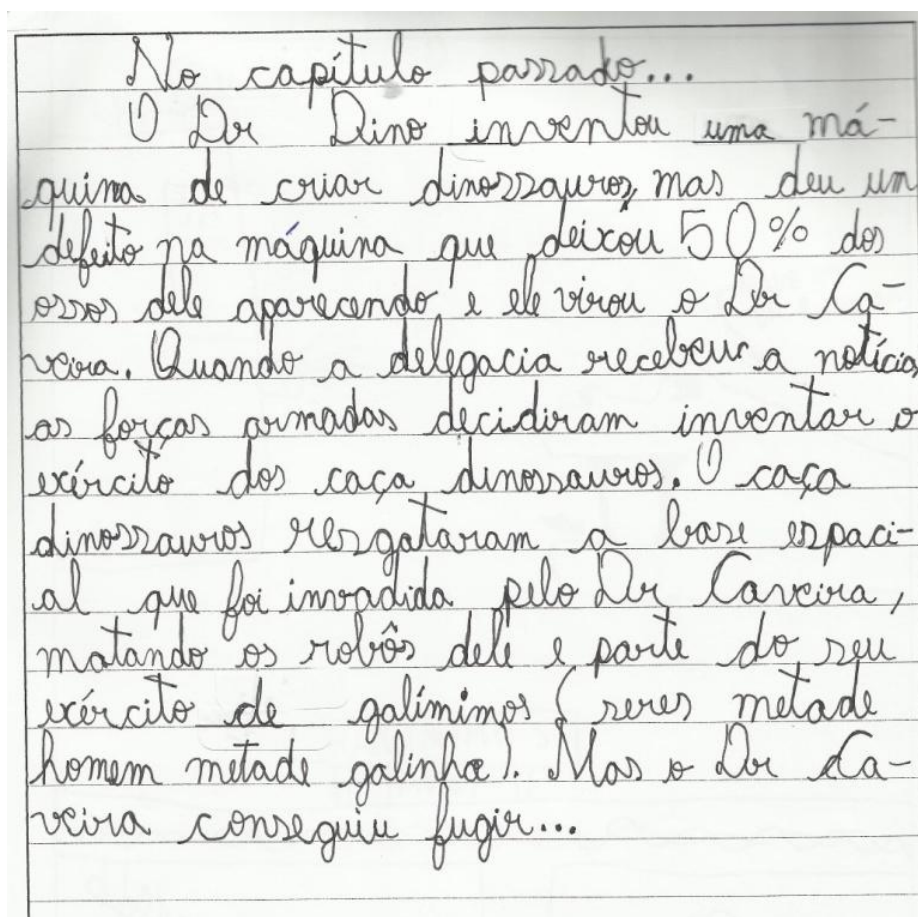 No capítulo passado...
O Dr Dino inventou uma má-
quina de criar dinossauros, mas deu um
defeito na máquina que deixou 50% dos
ossos dele aparecendo e ele virou o Dr Ca-
veira. Quando a delegacia recebeu a notícia,
as forças armadas decidiram inventar o
exército dos caça dinossauros. O caça
dinossauros resgataram a base espaci-
al que foi invadida pelo Dr Caveira,
matando os robôs dele e parte do seu
exército de galimimos (seres metade
homem metade galinha). Mas o Dr Ca-
veira conseguiu fugir...